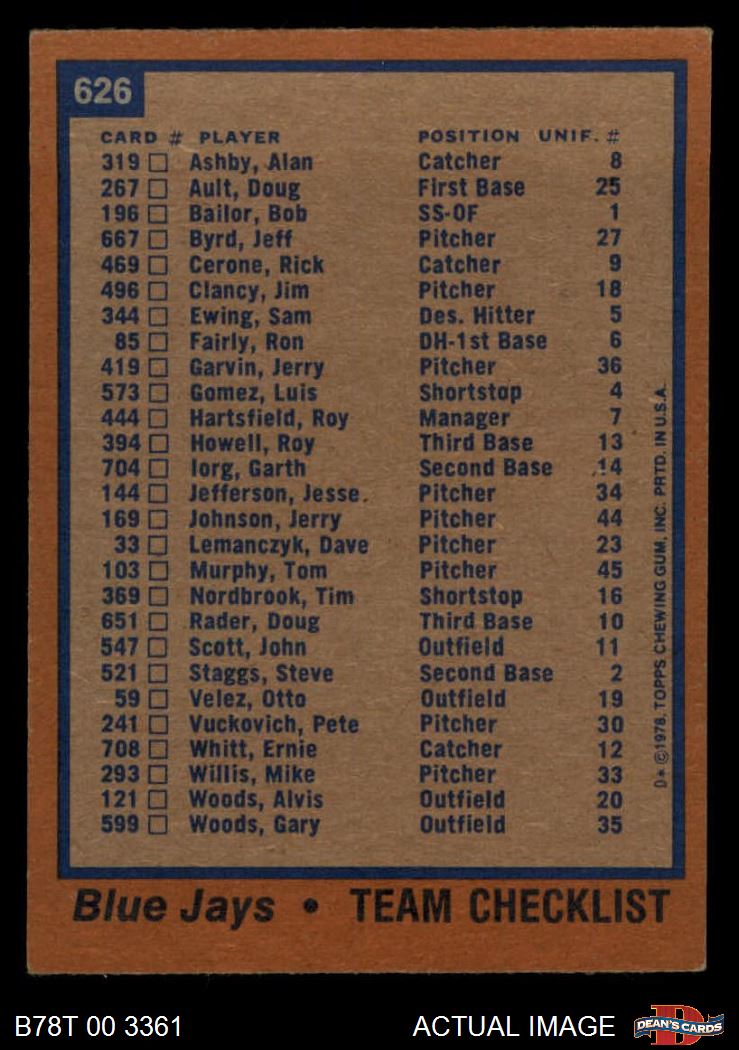 626
CARD # PLAYER POSITION UNIF. #
319 Ashby, Alan Catcher 8
267 Ault, Doug First Base 25
196 Bailor, Bob SS-OF 1
667 Byrd, Jeff Pitcher 27
469 Cerone, Rick Catcher 9
496 Clancy, Jim Pitcher 18
344 Ewing, Sam Des. Hitter 5
85 Fairly, Ron DH-1st Base 6
419 Garvin, Jerry Pitcher 36
573 Gomez, Luis Shortstop 4
444 Hartsfield, Roy Manager 7
394 Howell, Roy Third Base 13
704 Iorg, Garth Second Base 14
144 Jefferson, Jesse Pitcher 34
169 Johnson, Jerry Pitcher 44
33 Lemanczyk, Dave Pitcher 23
103 Murphy, Tom Pitcher 45
369 Nordbrook, Tim Shortstop 16
651 Rader, Doug Third Base 10
547 Scott, John Outfield 11
521 Staggs, Steve Second Base 2
59 Velez, Otto Outfield 19
241 Vuckovich, Pete Pitcher 30
708 Whitt, Ernie Catcher 12
293 Willis, Mike Pitcher 33
121 Woods, Alvis Outfield 20
599 Woods, Gary Outfield 35
D* ©1978, TOPPS CHEWING GUM, INC. PRTD. IN U.S.A.
Blue Jays • TEAM CHECKLIST
B78T 00 3361 ACTUAL IMAGE
D
DEAN'S CARDS